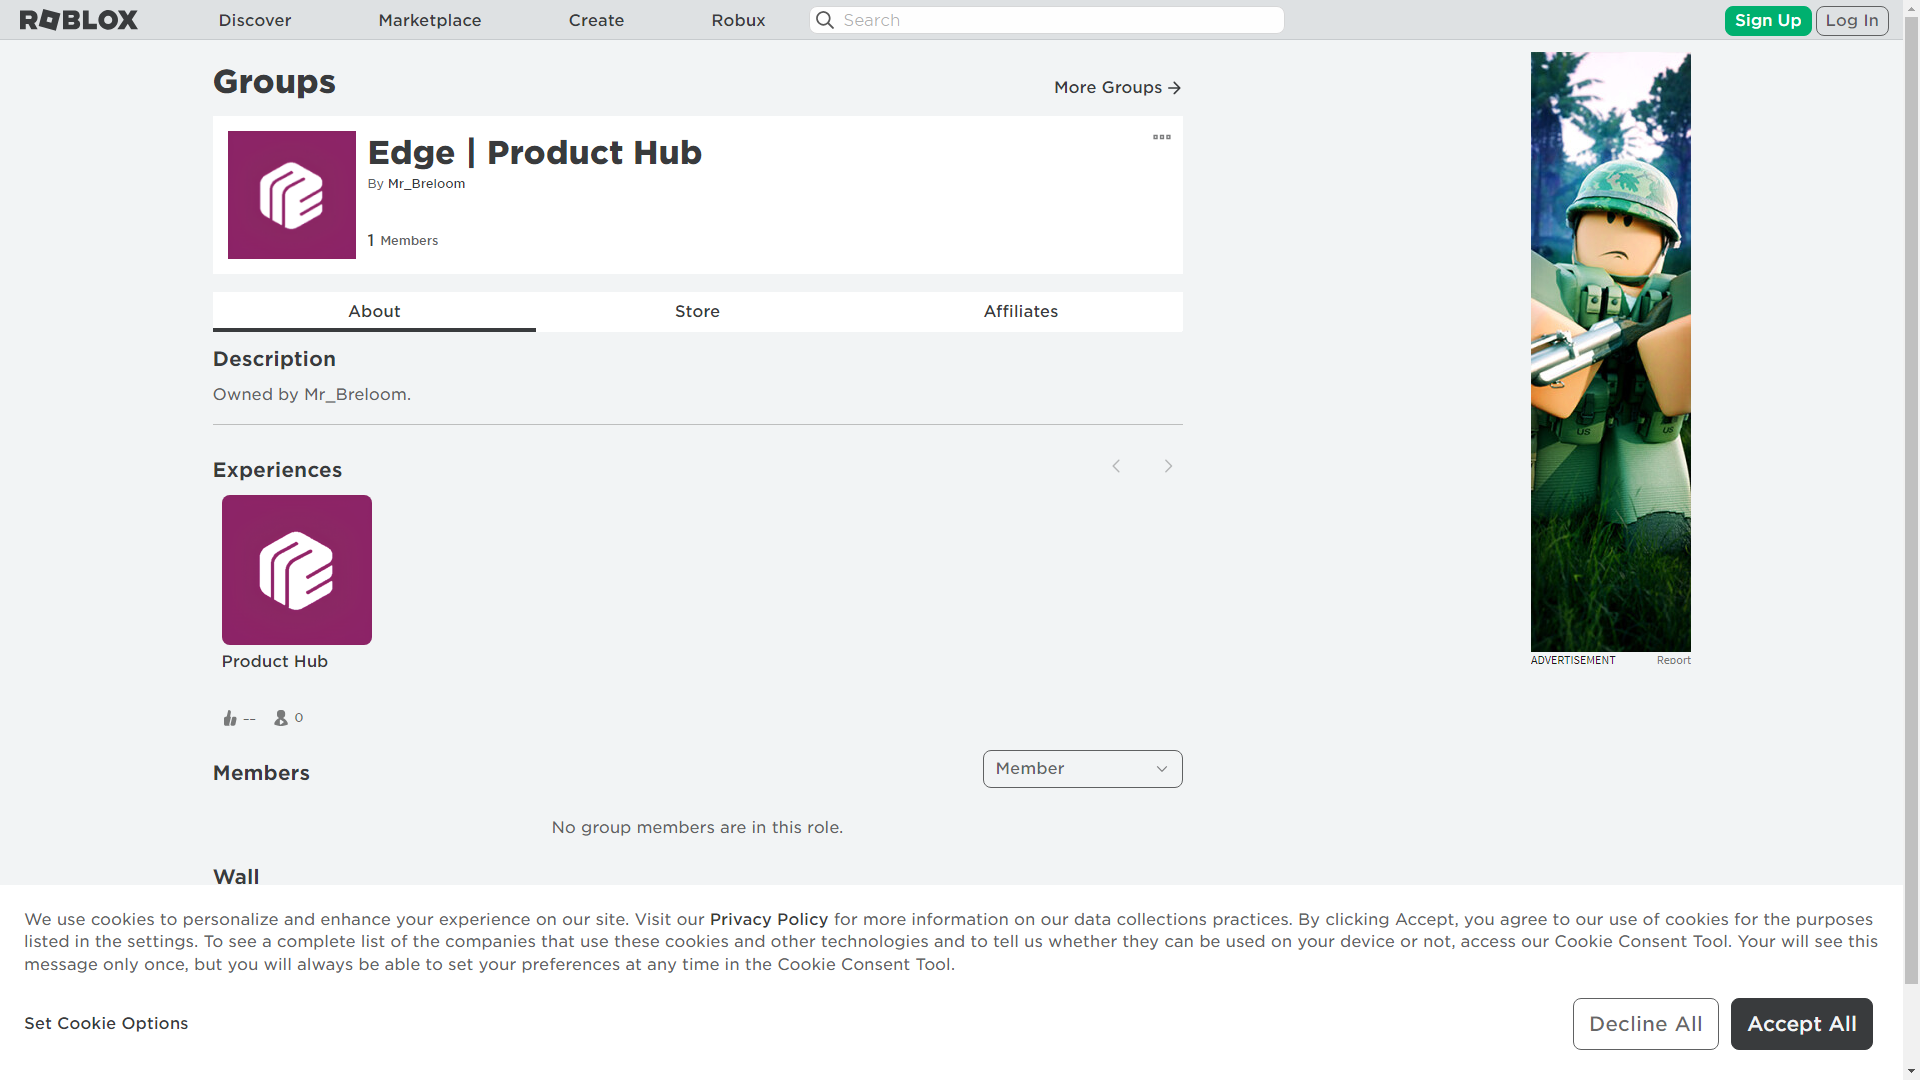 ROBLOX
Discover
Marketplace
Create
Robux
Search
Sign Up
Log In
Groups
More Groups
Edge | Product Hub
By Mr_Breloom
1 Members
About
Store
Affiliates
Description
Owned by Mr_Breloom.
Experiences
Product Hub
--
0
US
US
ADVERTISEMENT
Report
Members
Member
No group members are in this role.
Wall
We use cookies to personalize and enhance your experience on our site. Visit our Privacy Policy for more information on our data collections practices. By clicking Accept, you agree to our use of cookies for the purposes
listed in the settings. To see a complete list of the companies that use these cookies and other technologies and to tell us whether they can be used on your device or not, access our Cookie Consent Tool. Your will see this
message only once, but you will always be able to set your preferences at any time in the Cookie Consent Tool.
Set Cookie Options
Decline All
Accept All